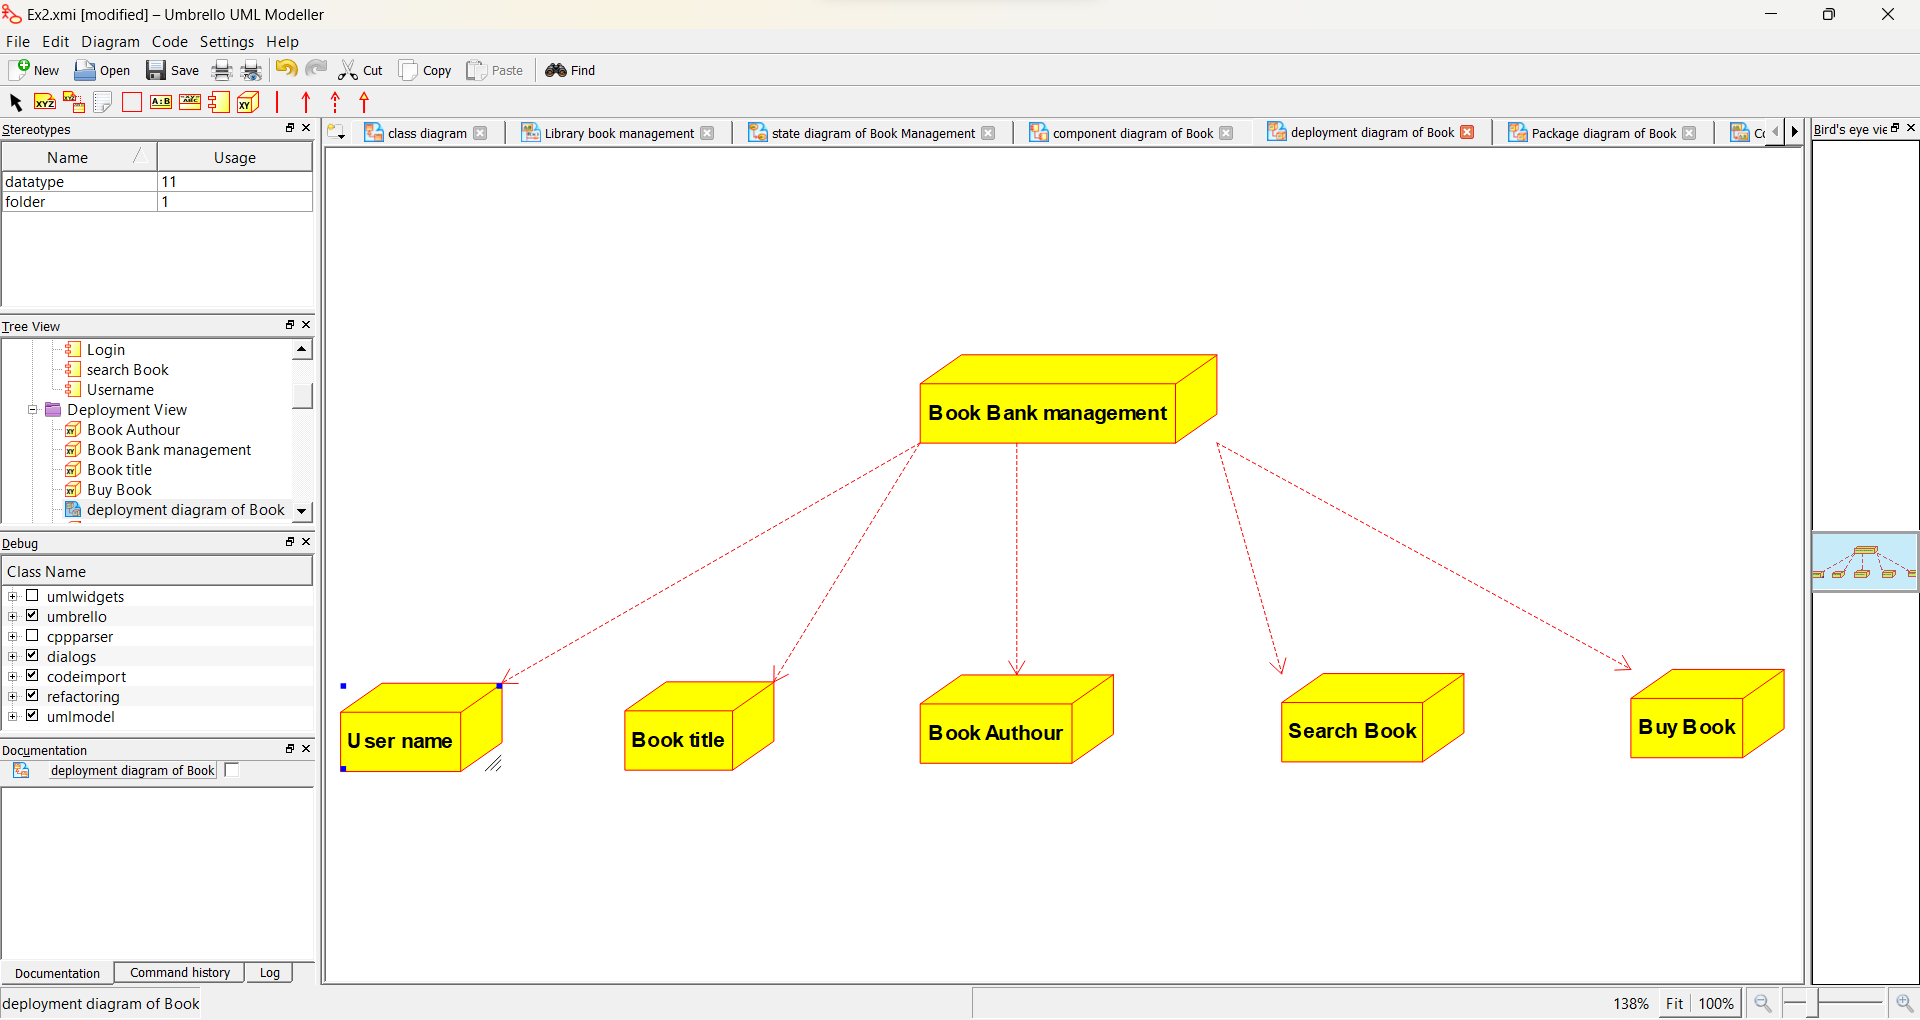 Ex2.xmi [modified] – Umbrello UML Modeller
File Edit Diagram Code Settings Help
New Open Save Cut Copy Paste Find
XYZ XYZ A:B ABC XY
Stereotypes
Name Usage
datatype 11
folder 1
Tree View
Login
search Book
Username
Deployment View
Book Authour
Book Bank management
Book title
Buy Book
deployment diagram of Book
Debug
Class Name
umlwidgets
umbrello
cppparser
dialogs
codeimport
refactoring
umlmodel
Documentation
deployment diagram of Book
Documentation Command history Log
class diagram Library book management state diagram of Book Management component diagram of Book deployment diagram of Book Package diagram of Book Co
Bird's eye vie
Book Bank management
User name
Book title
Book Authour
Search Book
Buy Book
deployment diagram of Book
138% Fit 100%